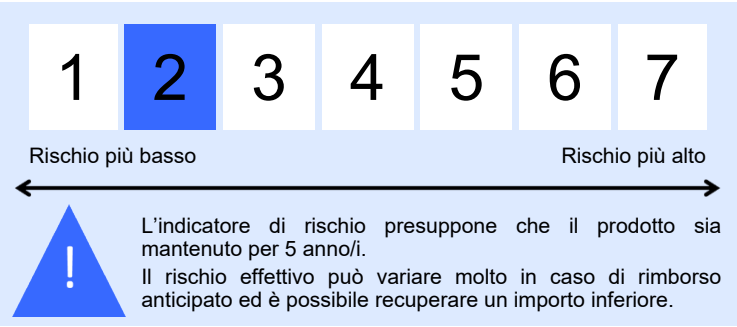 1 2 3 4 5 6 7
Rischio più basso Rischio più alto
!
L'indicatore di rischio presuppone che il prodotto sia
mantenuto per 5 anno/i.
Il rischio effettivo può variare molto in caso di rimborso
anticipato ed è possibile recuperare un importo inferiore.